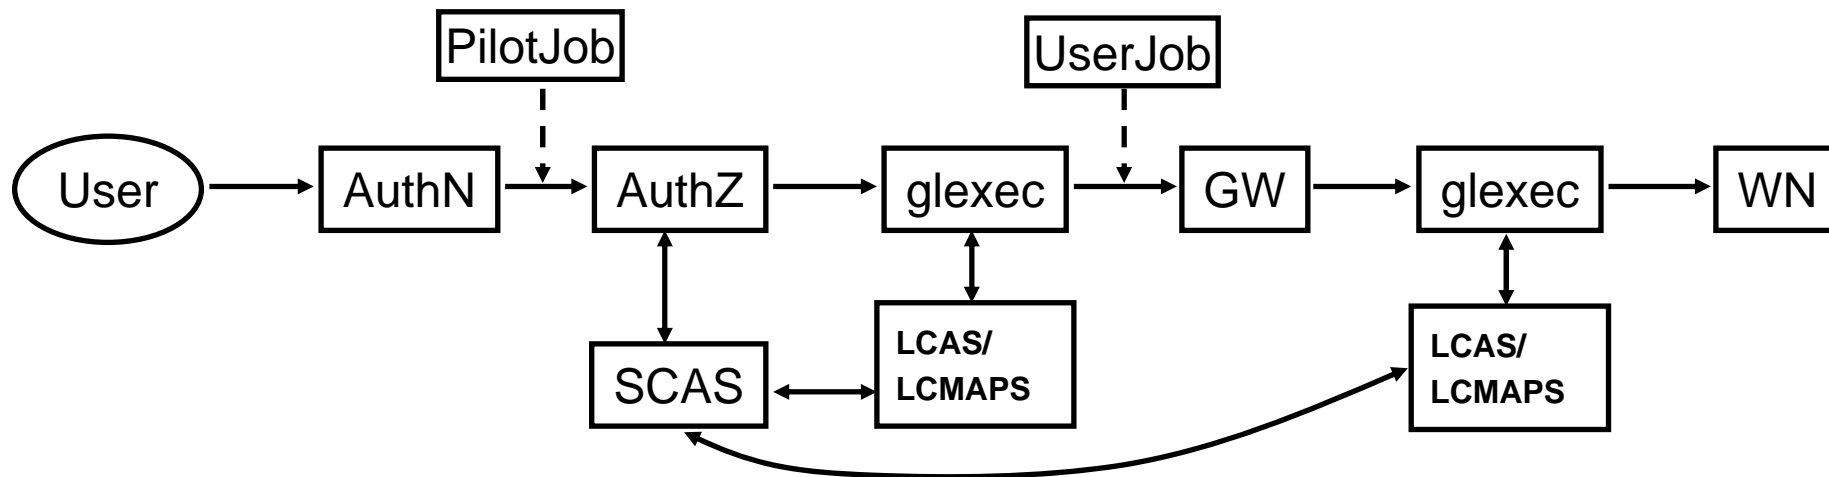 PilotJob
UserJob
User
AuthN
AuthZ
glexec
GW
glexec
WN
SCAS
LCAS/
LCMAPS
LCAS/
LCMAPS